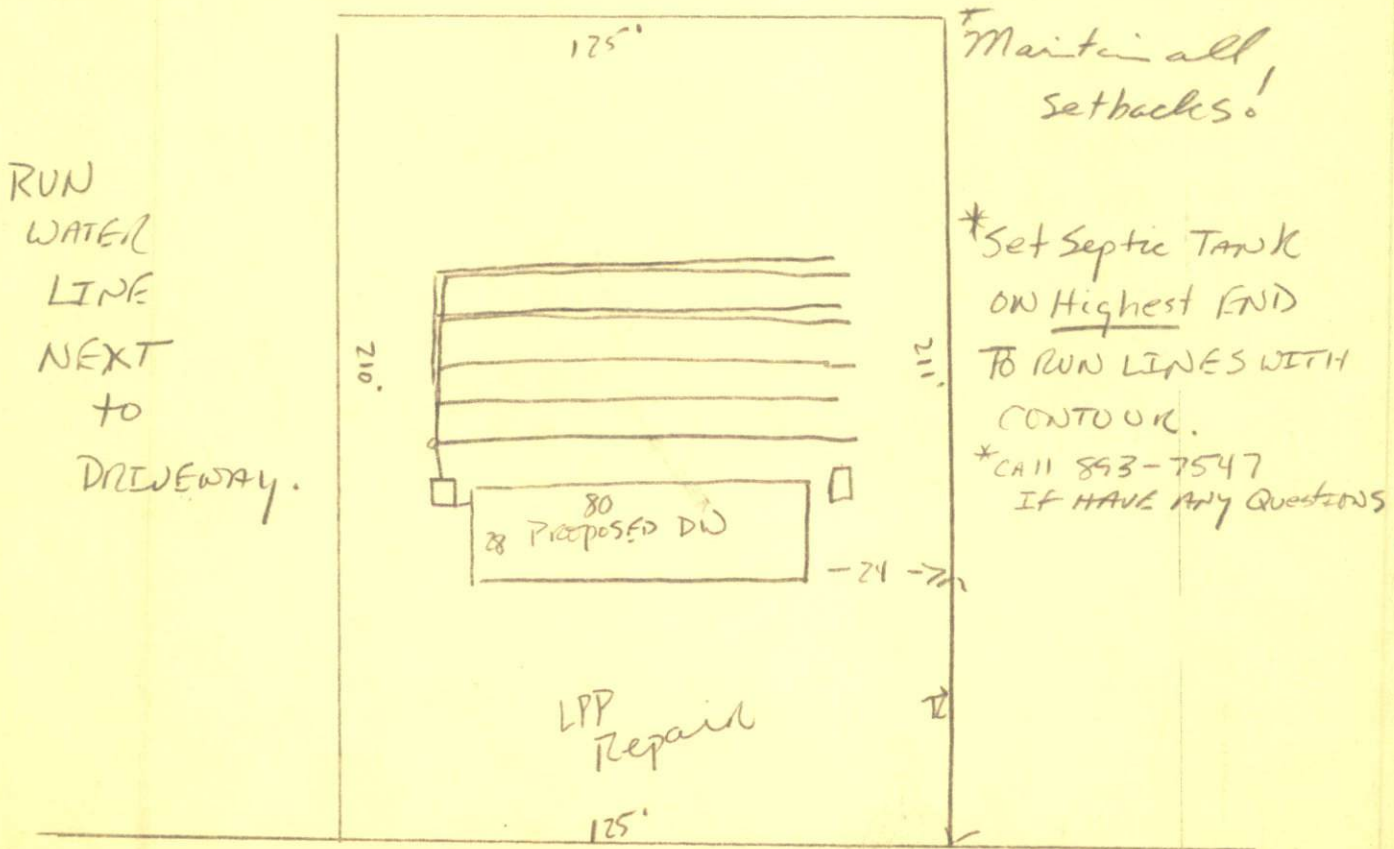 125'
*Maintain all
setbacks!
RUN
WATER
LINE
NEXT
to
DRIVEWAY.
210'
211'
*Set Septic TANK
ON Highest END
TO RUN LINES WITH
CONTOUR.
*CAll 893-7547
IF HAVE ANY Questions
80
28 PROPOSED DW
24
LPP
Repair
125'